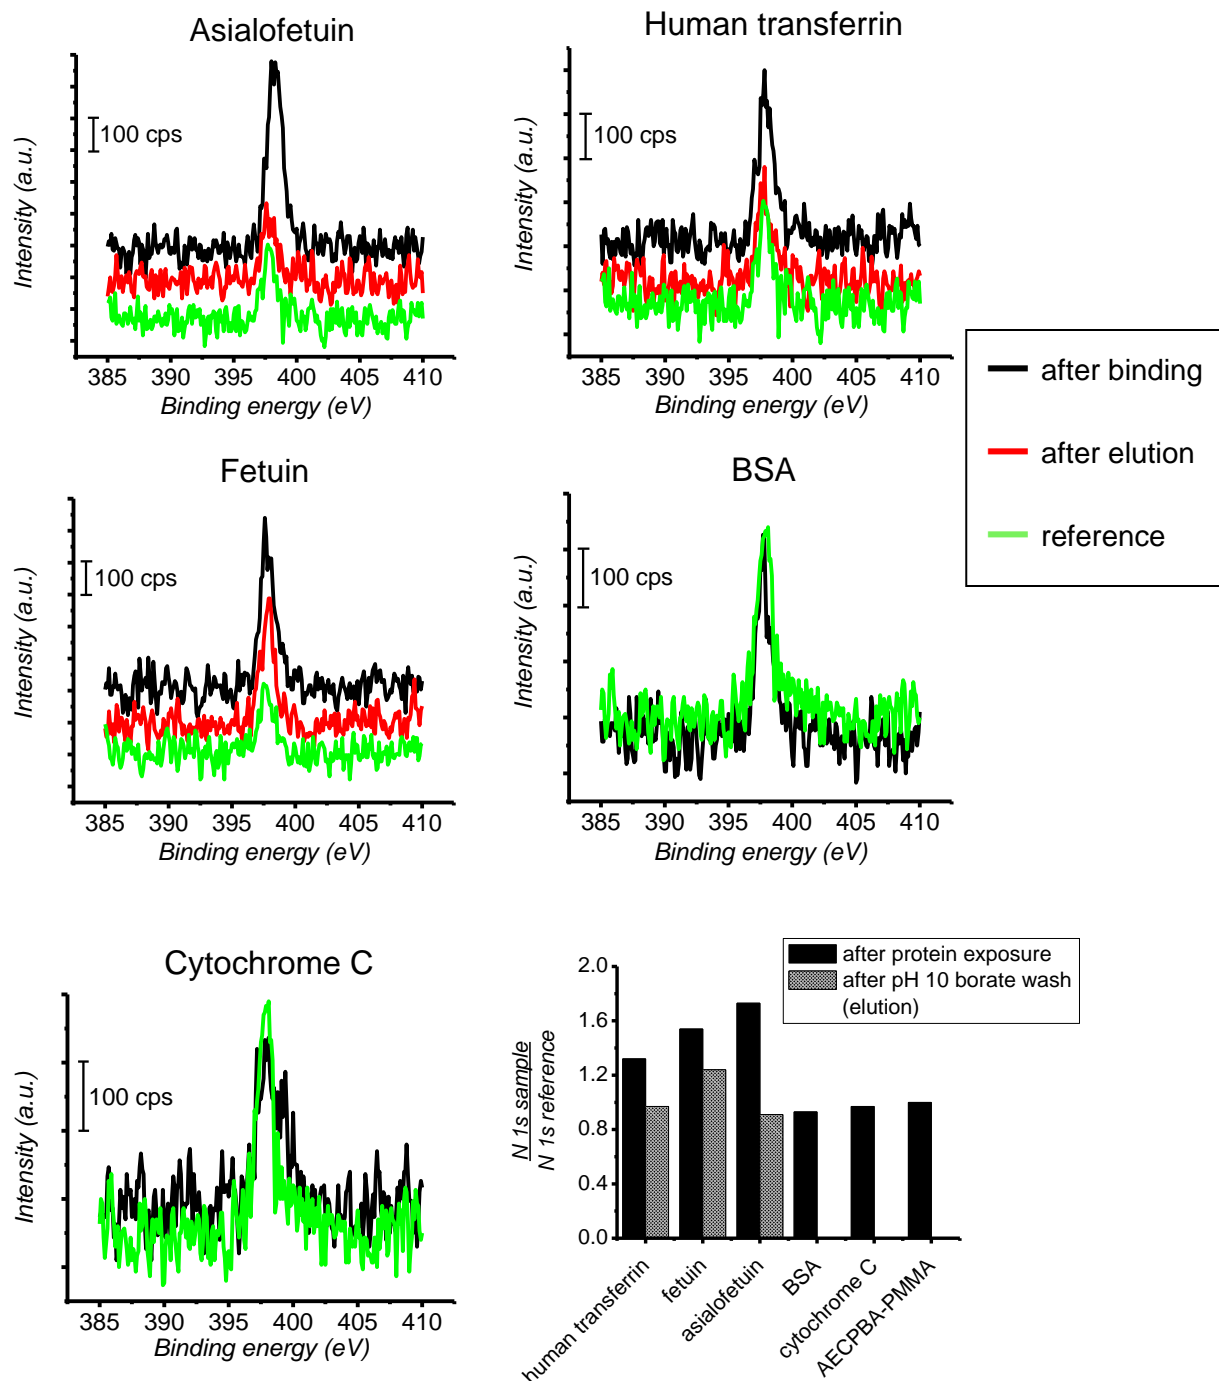 Asialofetuin
Intensity (a.u.)
100 cps
385 390 395 400 405 410
Binding energy (eV)
Human transferrin
Intensity (a.u.)
100 cps
385 390 395 400 405 410
Binding energy (eV)
after binding
after elution
reference
Fetuin
Intensity (a.u.)
100 cps
385 390 395 400 405 410
Binding energy (eV)
BSA
Intensity (a.u.)
100 cps
385 390 395 400 405 410
Binding energy (eV)
Cytochrome C
Intensity (a.u.)
100 cps
385 390 395 400 405 410
Binding energy (eV)
after protein exposure
after pH 10 borate wash
(elution)
N 1s sample
N 1s reference
2.0
1.6
1.2
0.8
0.4
0.0
human transferrin
fetuin
asialofetuin
BSA
cytochrome C
AECPBA-PMMA